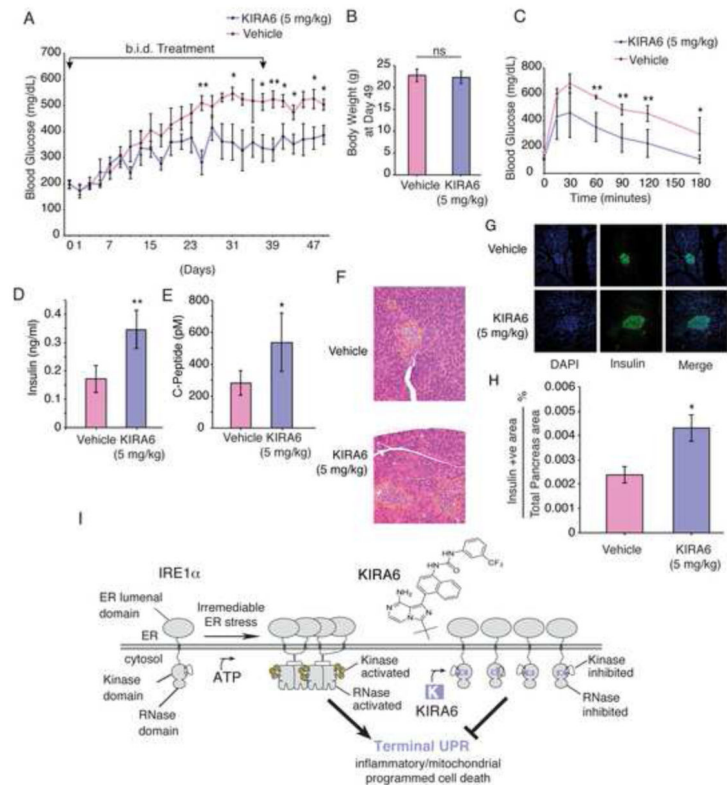 A
KIRA6 (5 mg/kg)
Vehicle
b.i.d. Treatment
Blood Glucose (mg/dL)
700
600
500
400
300
200
100
0
** * * ** * * * *
0 1 7 15 23 31 39 47
(Days)
B
ns
Body Weight (g)
at Day 49
25
20
15
10
5
0
Vehicle
KIRA6
(5 mg/kg)
C
KIRA6 (5 mg/kg)
Vehicle
Blood Glucose (mg/dL)
800
600
400
200
0
** ** ** *
0 30 60 90 120 180
Time (minutes)
D
Insulin (ng/ml)
0.4
0.3
0.2
0.1
0
**
Vehicle
KIRA6
(5 mg/kg)
E
C-Peptide (pM)
800
600
400
200
0
*
Vehicle
KIRA6
(5 mg/kg)
F
Vehicle
KIRA6
(5 mg/kg)
G
Vehicle
KIRA6
(5 mg/kg)
DAPI
Insulin
Merge
H
%
Insulin +ve area
Total Pancreas area
0.006
0.005
0.004
0.003
0.002
0.001
0
*
Vehicle
KIRA6
(5 mg/kg)
I
IRE1α
ER lumenal
domain
ER
cytosol
Kinase
domain
RNase
domain
Irremediable
ER stress
ATP
Kinase
activated
RNase
activated
KIRA6
NH2
N
N
N
H
N
H
N
O
CF3
K
KIRA6
Kinase
inhibited
RNase
inhibited
Terminal UPR
inflammatory/mitochondrial
programmed cell death